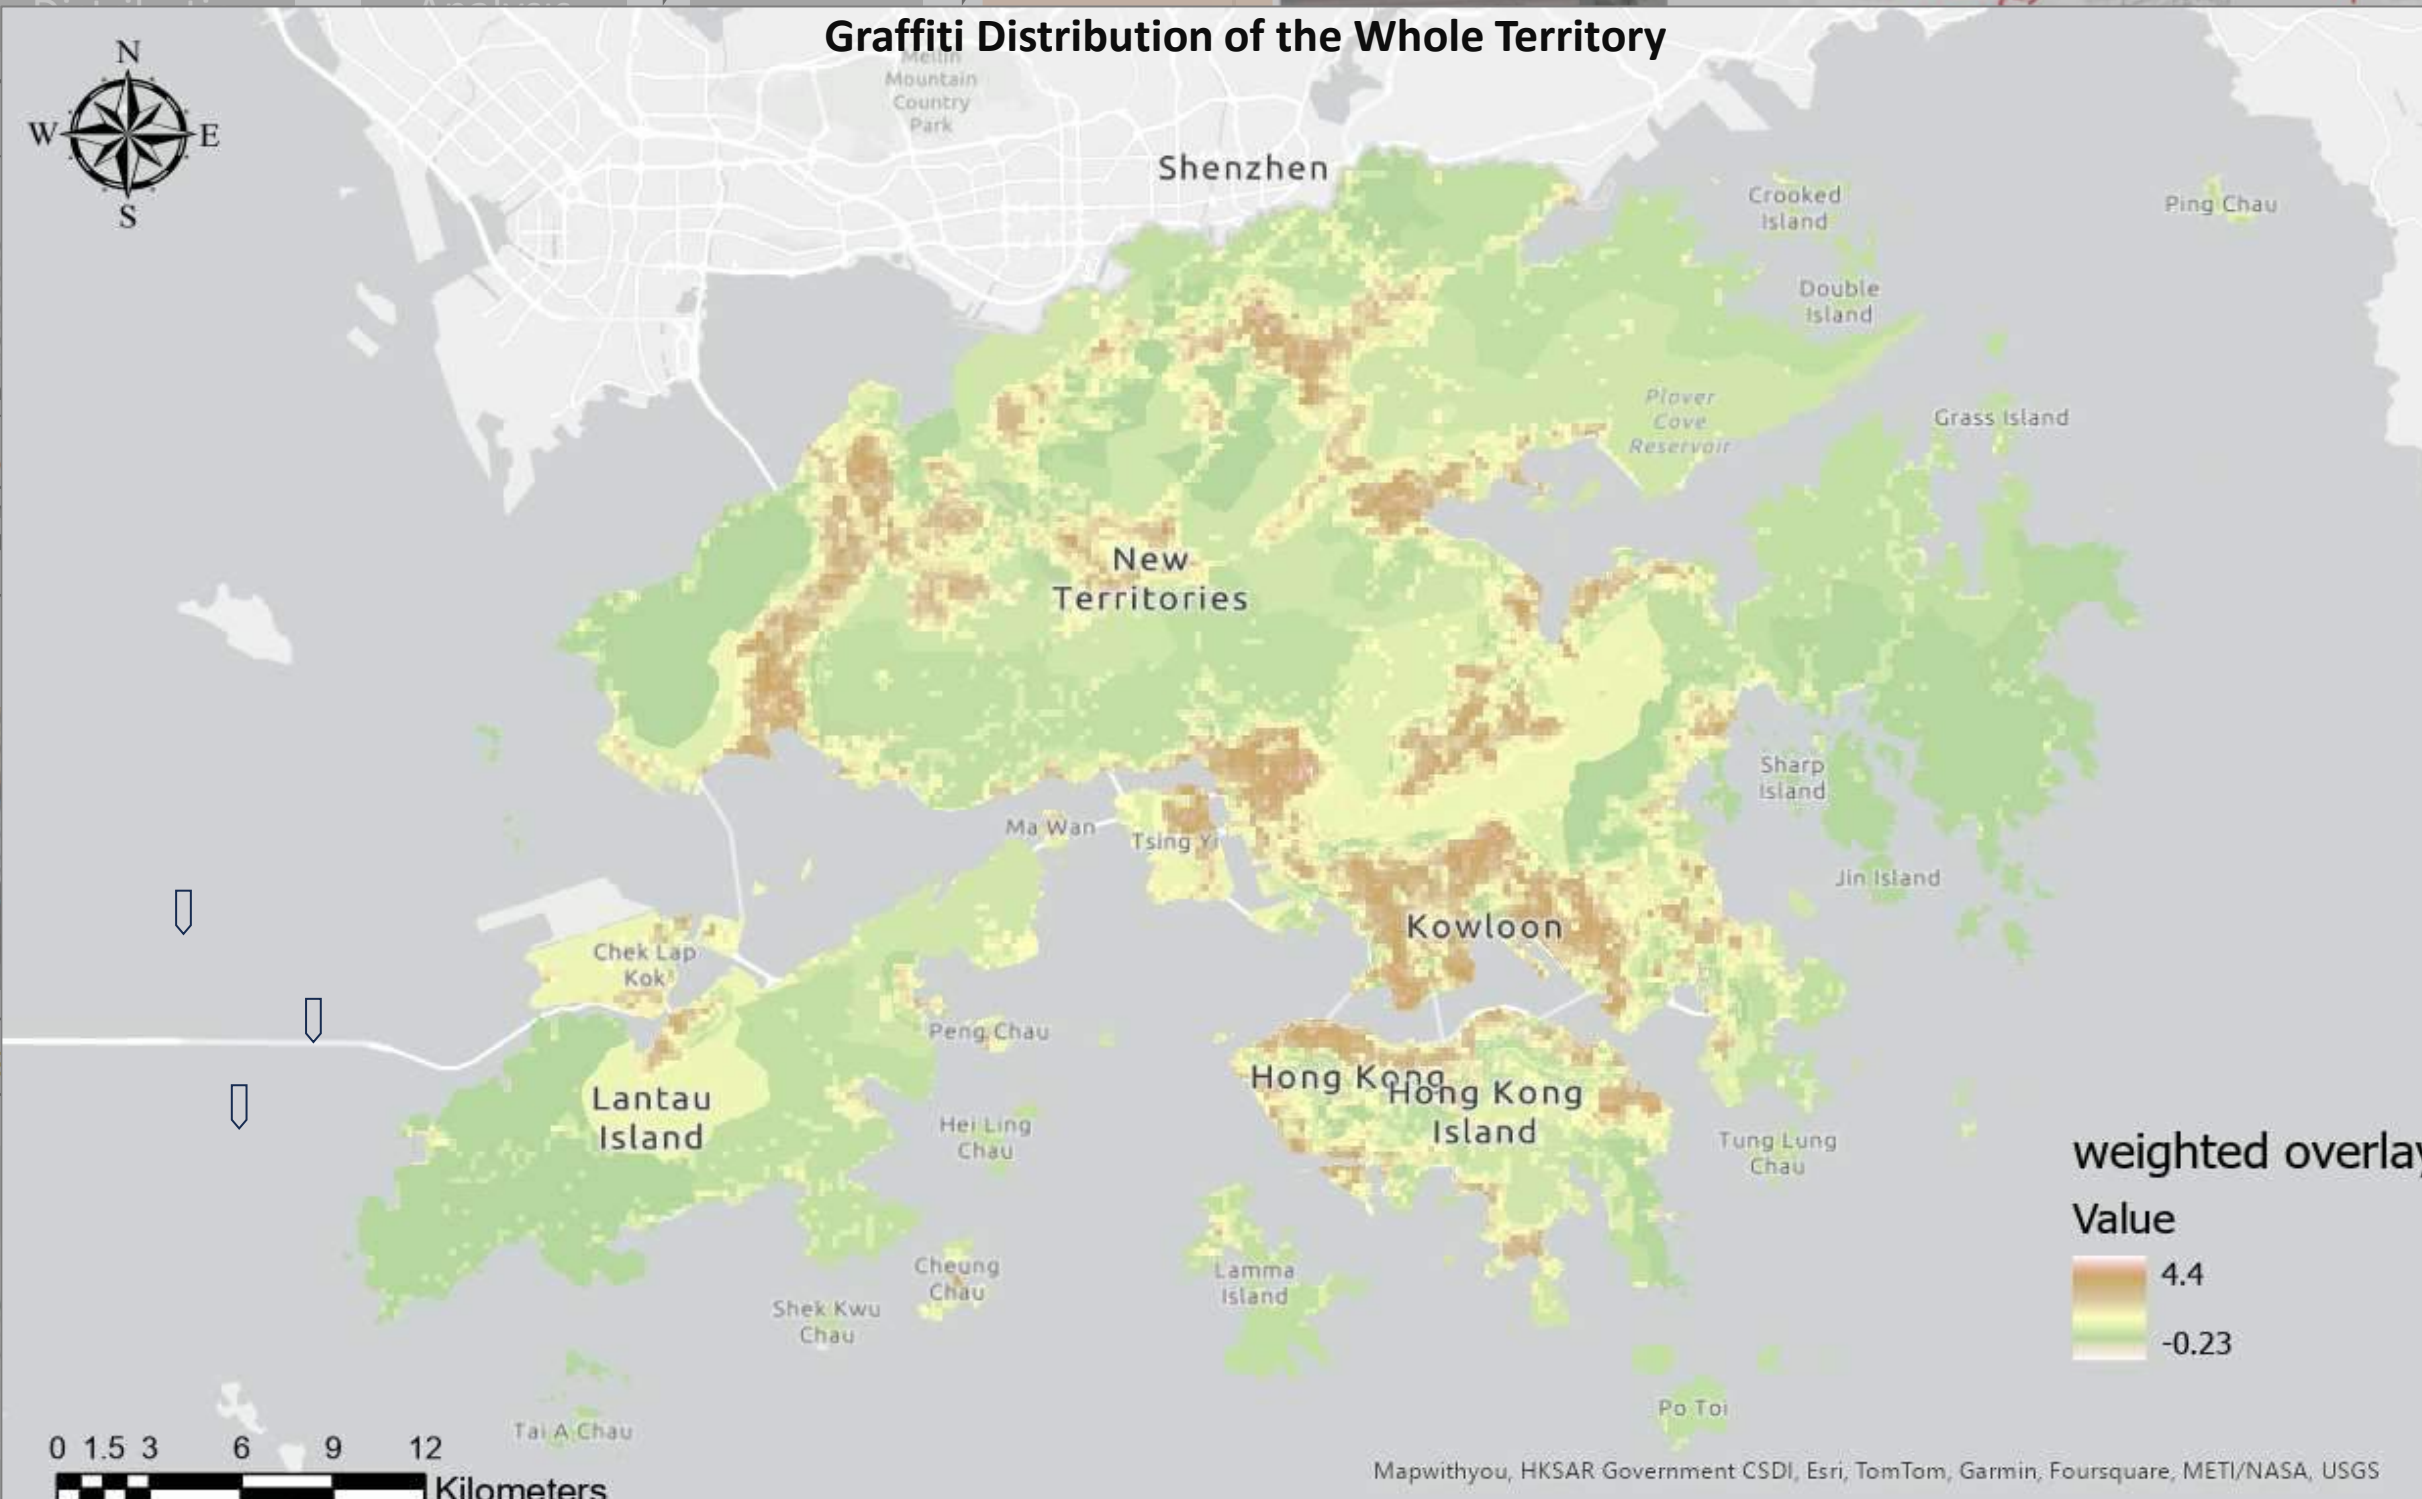 Graffiti Distribution of the Whole Territory
N
W
E
S
Mellin
Mountain
Country
Park
Shenzhen
Crooked
Island
Ping Chau
Double
Island
Plover
Cove
Reservoir
Grass Island
New
Territories
Sharp
Island
Ma Wan
Tsing Yi
Jin Island
Kowloon
Chek Lap
Kok
Peng Chau
Hong Kong
Hong Kong
Island
Lantau
Island
Hei Ling
Chau
Tung Lung
Chau
weighted overlay
Value
4.4
-0.23
Cheung
Chau
Lamma
Island
Shek Kwu
Chau
Po Toi
Tai A Chau
0 1.5 3 6 9 12
Kilometers
Mapwithyou, HKSAR Government CSDI, Esri, TomTom, Garmin, Foursquare, METI/NASA, USGS